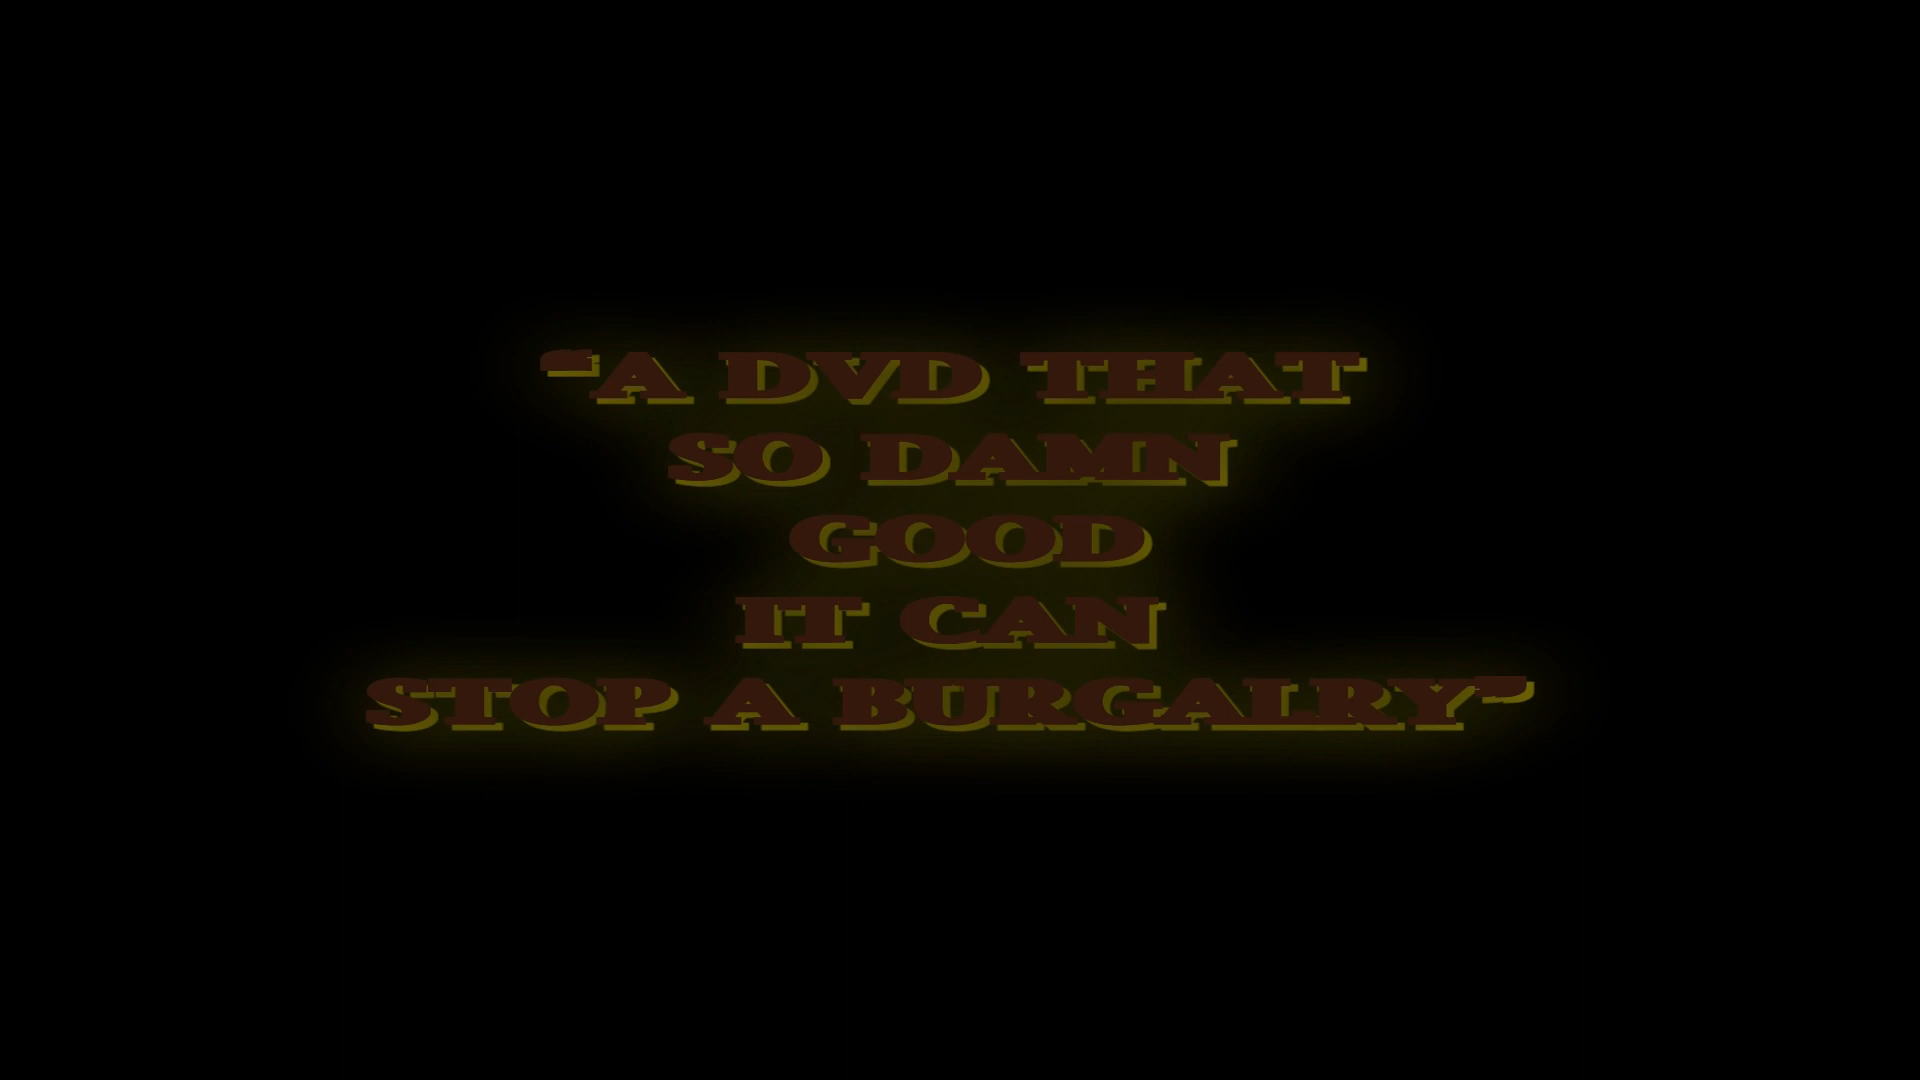 “A DVD THAT
SO DAMN
GOOD
IT CAN
STOP A BURGALRY”